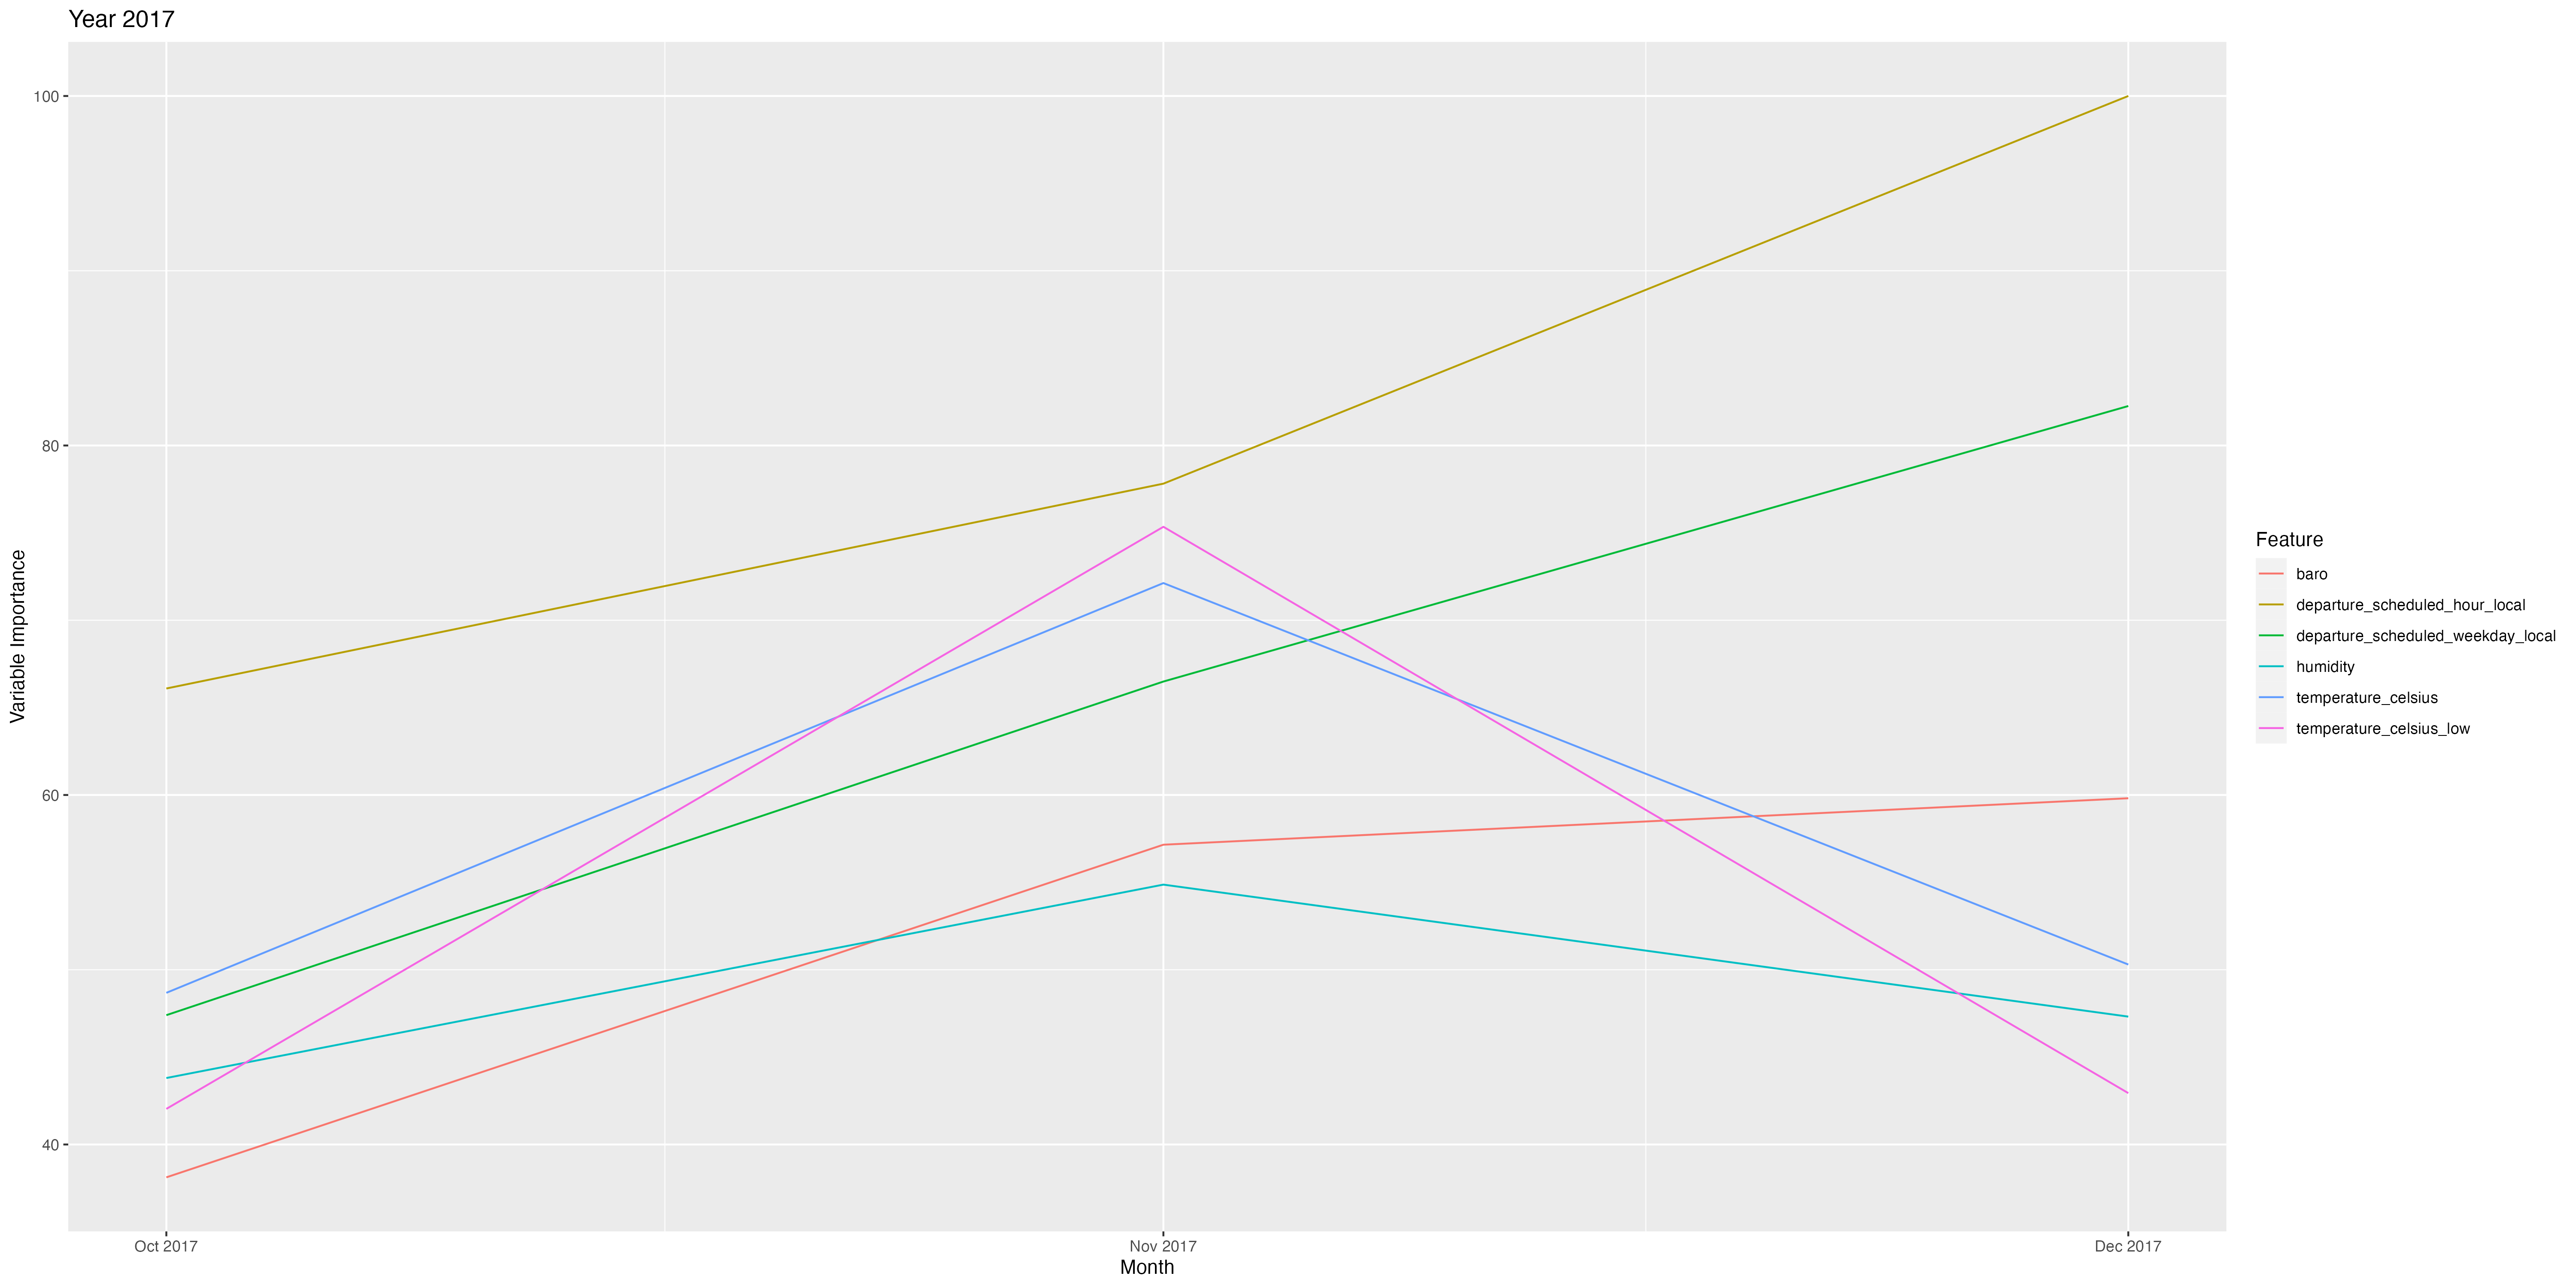 Year 2017
100
80
60
40
Variable Importance
Oct 2017
Nov 2017
Dec 2017
Month
Feature
baro
departure_scheduled_hour_local
departure_scheduled_weekday_local
humidity
temperature_celsius
temperature_celsius_low